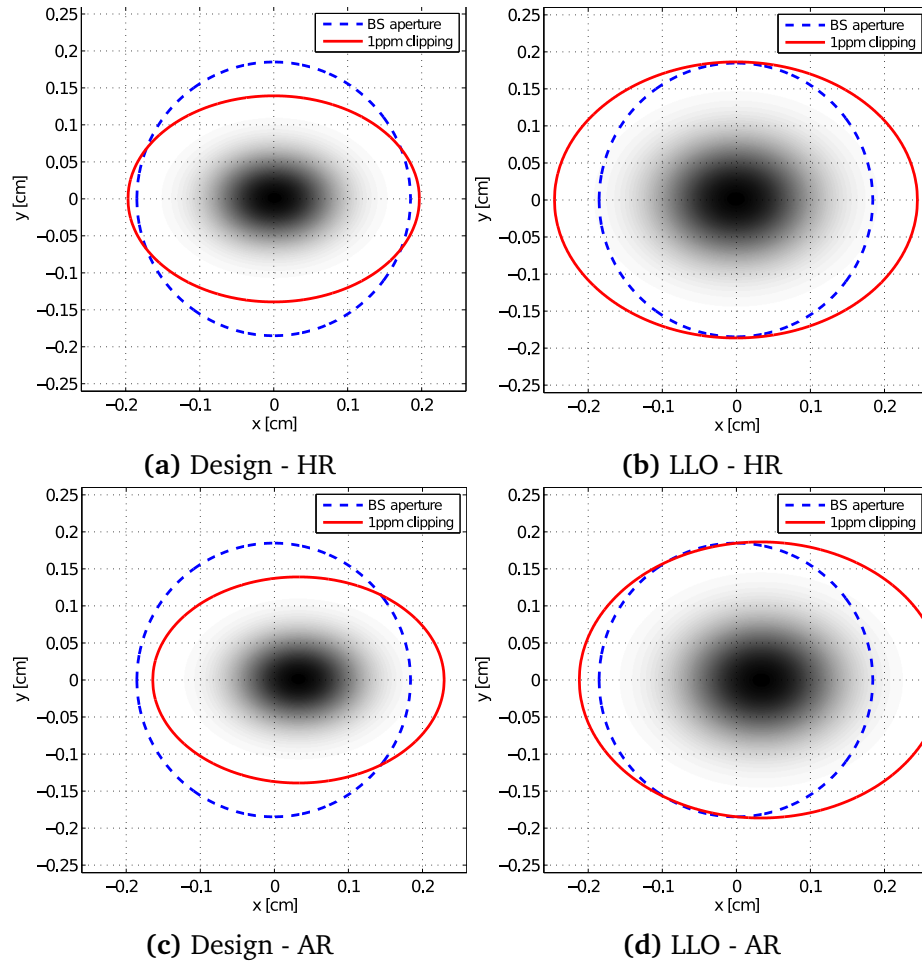 BS aperture
1ppm clipping
0.25
0.2
0.15
0.1
0.05
0
−0.05
−0.1
−0.15
−0.2
−0.25
y [cm]
−0.2 −0.1 0 0.1 0.2
x [cm]
(a) Design - HR
BS aperture
1ppm clipping
0.25
0.2
0.15
0.1
0.05
0
−0.05
−0.1
−0.15
−0.2
−0.25
y [cm]
−0.2 −0.1 0 0.1 0.2
x [cm]
(b) LLO - HR
BS aperture
1ppm clipping
0.25
0.2
0.15
0.1
0.05
0
−0.05
−0.1
−0.15
−0.2
−0.25
y [cm]
−0.2 −0.1 0 0.1 0.2
x [cm]
(c) Design - AR
BS aperture
1ppm clipping
0.25
0.2
0.15
0.1
0.05
0
−0.05
−0.1
−0.15
−0.2
−0.25
y [cm]
−0.2 −0.1 0 0.1 0.2
x [cm]
(d) LLO - AR